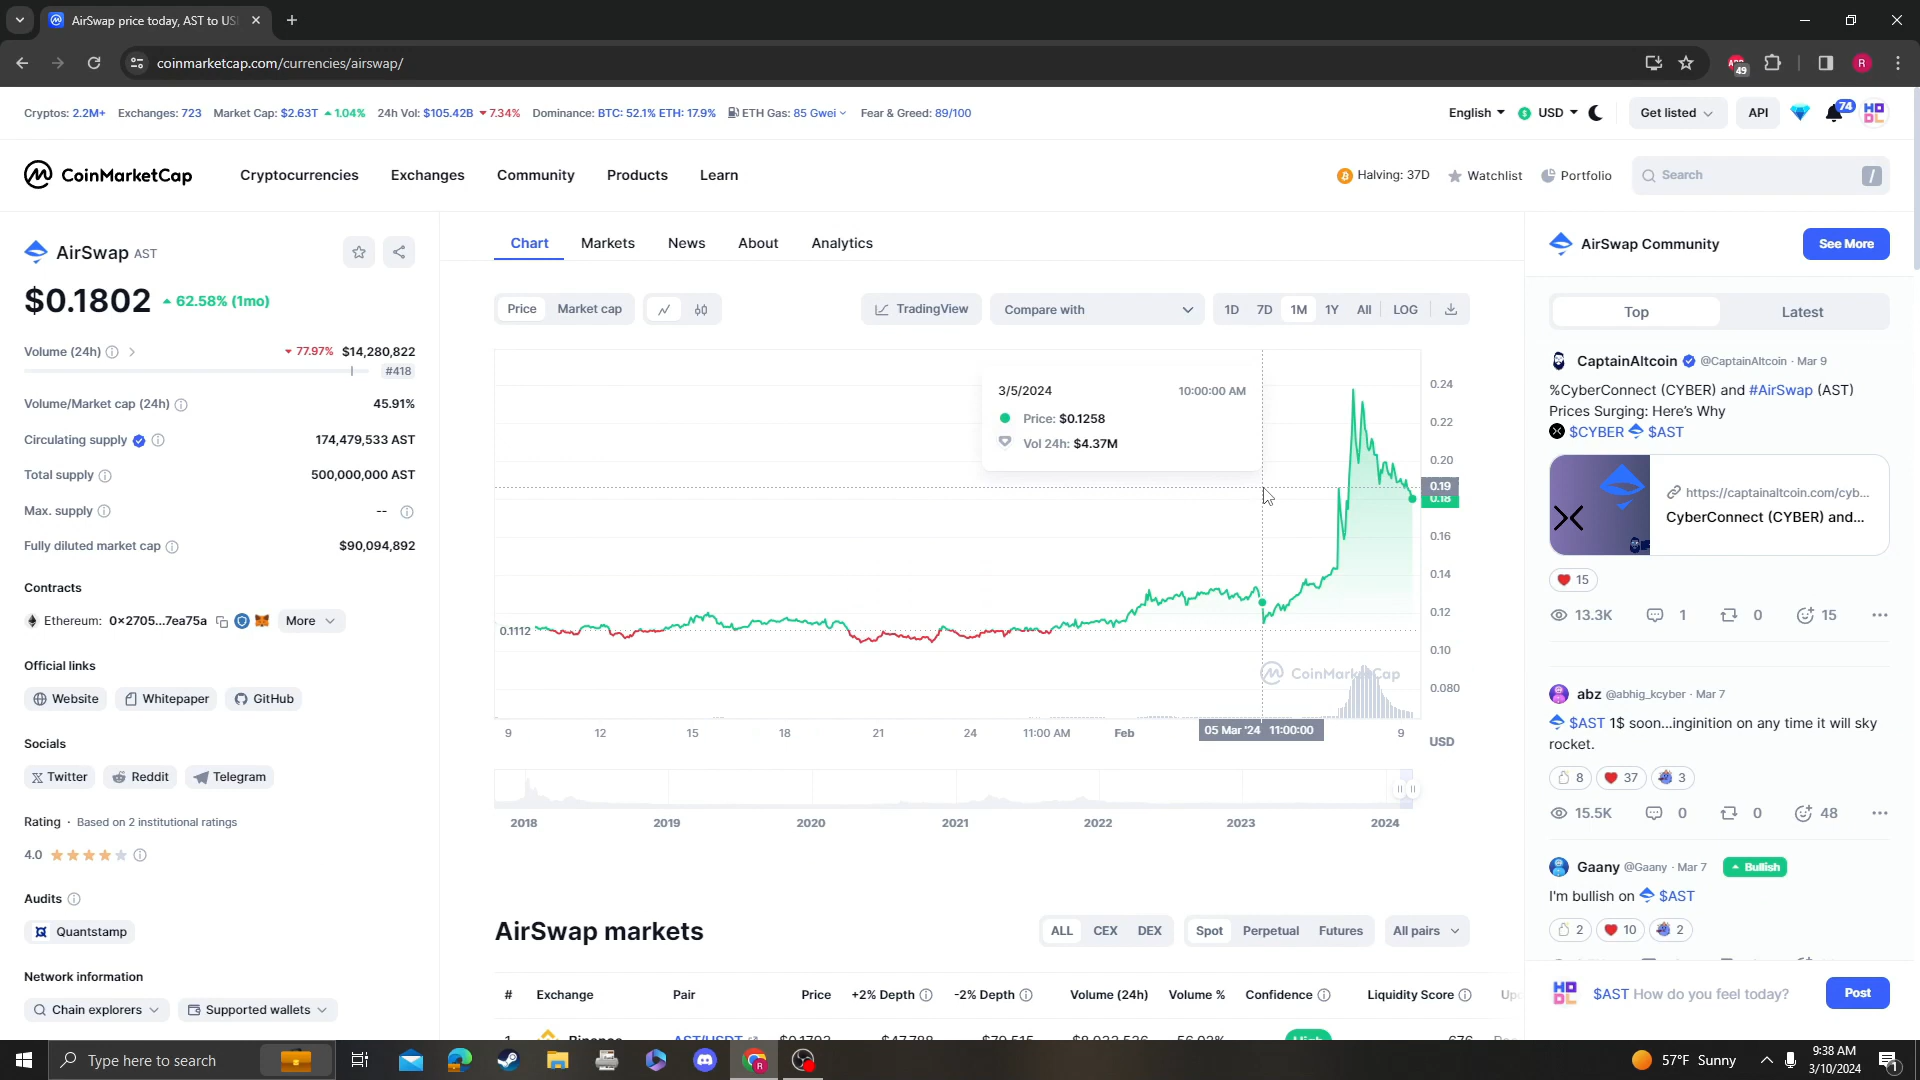 AirSwap price today, AST to US
coinmarketcap.com/currencies/airswap/
49
R
Cryptos: 2.2M+ Exchanges: 723 Market Cap: $2.63T 1.04% 24h Vol: $105.42B 7.34% Dominance: BTC: 52.1% ETH: 17.9% ETH Gas: 85 Gwei Fear & Greed: 89/100
English USD Get listed API 74
CoinMarketCap
Cryptocurrencies Exchanges Community Products Learn
Halving: 37D Watchlist Portfolio Search /
AirSwap AST
$0.1802 62.58% (1mo)
Volume (24h) 77.97% $14,280,822
#418
Volume/Market cap (24h) 45.91%
Circulating supply 174,479,533 AST
Total supply 500,000,000 AST
Max. supply --
Fully diluted market cap $90,094,892
Contracts
Ethereum: 0x2705...7ea75a More
Official links
Website Whitepaper GitHub
Socials
Twitter Reddit Telegram
Rating · Based on 2 institutional ratings
4.0
Audits
Quantstamp
Network information
Chain explorers Supported wallets
Chart Markets News About Analytics
Price Market cap TradingView Compare with 1D 7D 1M 1Y All LOG
3/5/2024 10:00:00 AM
Price: $0.1258
Vol 24h: $4.37M
0.24
0.22
0.20
0.19
0.18
0.16
0.14
0.12
0.10
0.080
0.1112
CoinMarketCap
9 12 15 18 21 24 11:00 AM Feb 05 Mar '24 11:00:00 9
USD
2018 2019 2020 2021 2022 2023 2024
AirSwap markets
ALL CEX DEX Spot Perpetual Futures All pairs
# Exchange Pair Price +2% Depth -2% Depth Volume (24h) Volume % Confidence Liquidity Score
1 Binance AST/USDT
AirSwap Community See More
Top Latest
CaptainAltcoin @CaptainAltcoin · Mar 9
%CyberConnect (CYBER) and #AirSwap (AST)
Prices Surging: Here's Why
$CYBER $AST
https://captainaltcoin.com/cyb...
CyberConnect (CYBER) and...
15
13.3K 1 0 15
abz @abhig_kcyber · Mar 7
$AST 1$ soon...inginition on any time it will sky
rocket.
8 37 3
15.5K 0 0 48
Gaany @Gaany · Mar 7 Bullish
I'm bullish on $AST
2 10 2
HODL $AST How do you feel today? Post
Type here to search
57°F Sunny
9:38 AM
3/10/2024
1